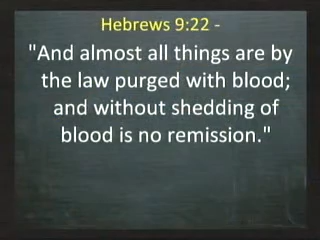 Hebrews 9:22 -
"And almost all things are by
the law purged with blood;
and without shedding of
blood is no remission."